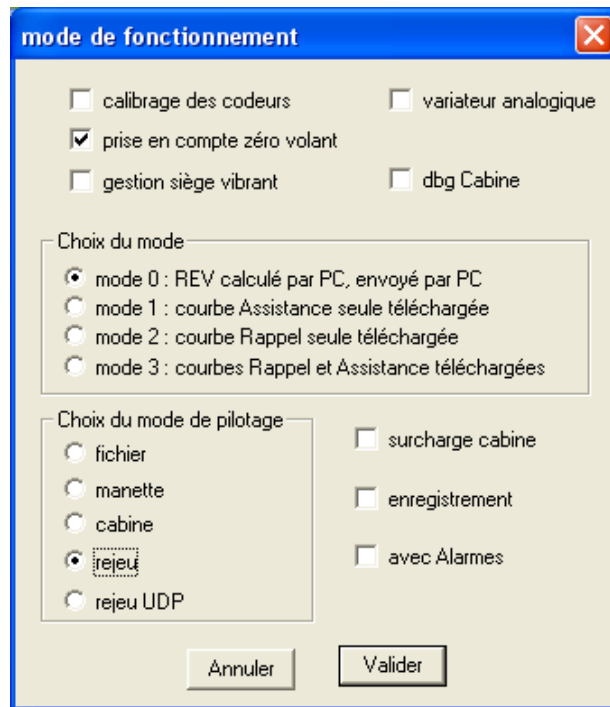 mode de fonctionnement
calibrage des codeurs
variateur analogique
prise en compte zéro volant
gestion siège vibrant
dbg Cabine
Choix du mode
mode 0 : REV calculé par PC, envoyé par PC
mode 1 : courbe Assistance seule téléchargée
mode 2 : courbe Rappel seule téléchargée
mode 3 : courbes Rappel et Assistance téléchargées
Choix du mode de pilotage
fichier
manette
cabine
rejeu
rejeu UDP
surcharge cabine
enregistrement
avec Alarmes
Annuler
Valider